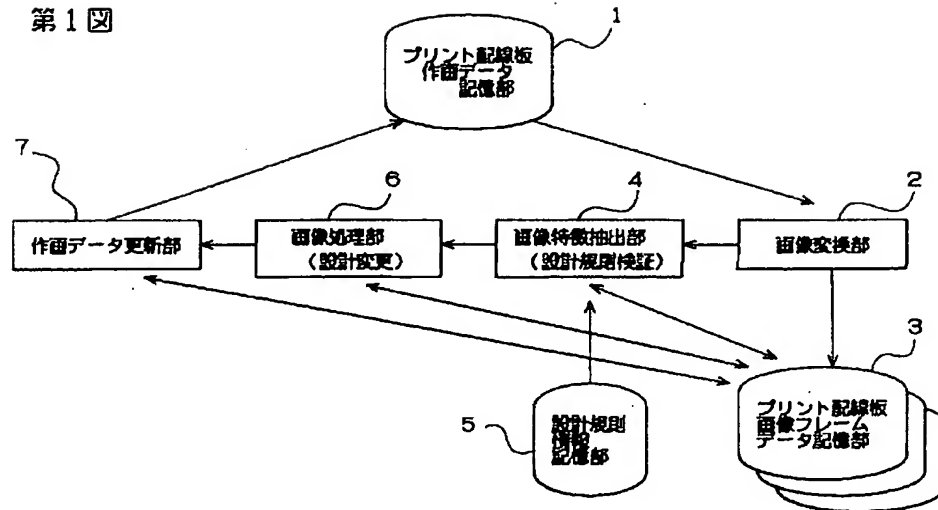 第1図
1
プリント配線板
作画データ
記憶部
7
6
4
2
作画データ更新部
画像処理部
(設計変更)
画像特徴抽出部
(設計規則検証)
画像変換部
3
5
設計規則
情報
記憶部
プリント配線板
画像フレーム
データ記憶部